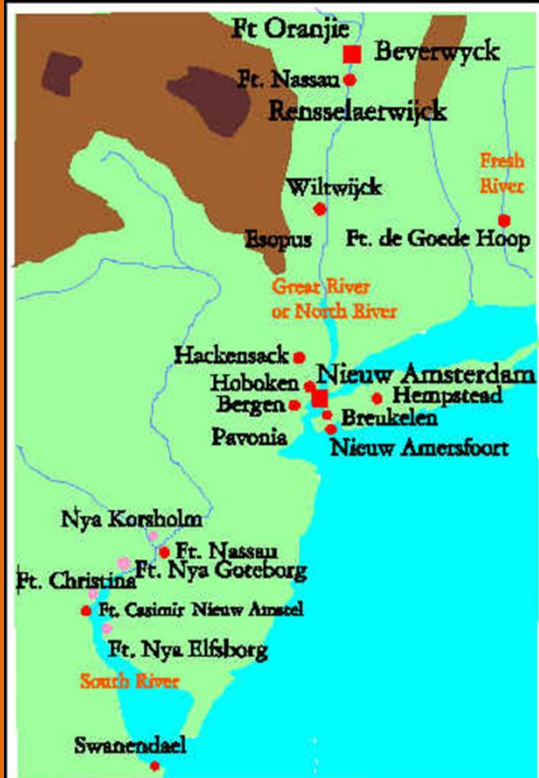 Ft Oranjie
Beverwyck
Ft. Nassau
Rensselaerwijck
Fresh
River
Wiltwijck
Esopus
Ft. de Goede Hoop
Great River
or North River
Hackensack
Nieuw Amsterdam
Hoboken
Hempstead
Bergen
Breukelen
Pavonia
Nieuw Amersfoort
Nya Korsholm
Ft. Nassau
Ft. Nya Goteborg
Ft. Christina
Ft. Casimir Nieuw Amstel
Ft. Nya Elfsborg
South River
Swanendael